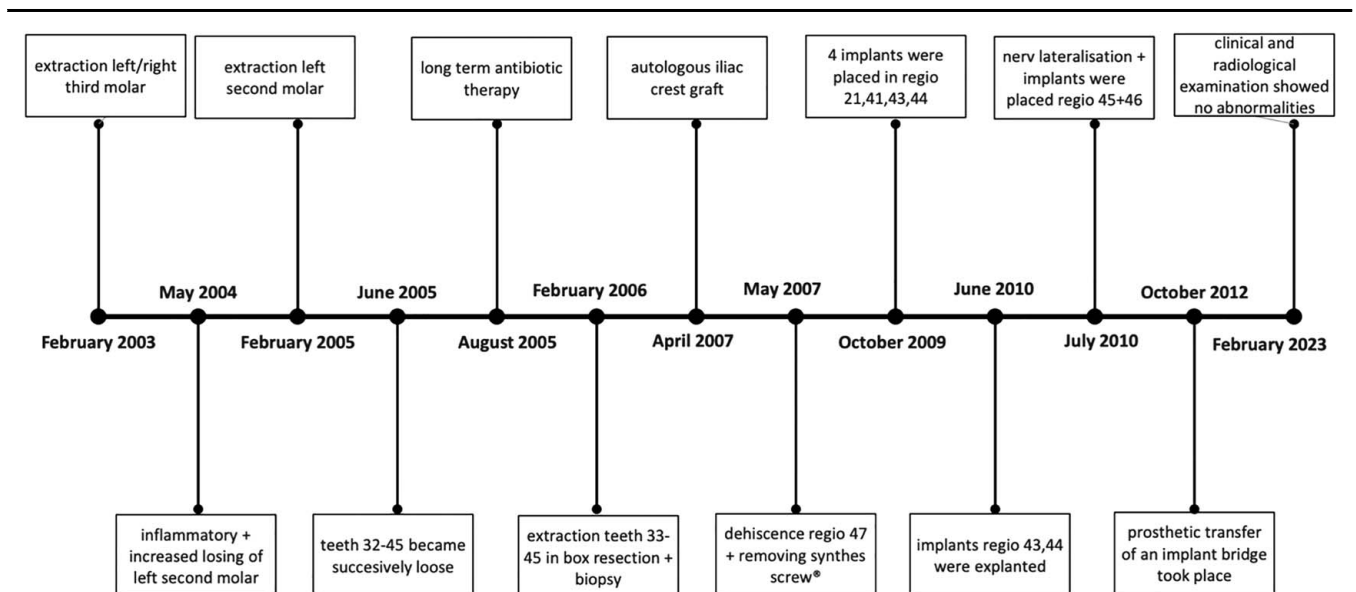 extraction left/right
third molar
extraction left
second molar
long term antibiotic
therapy
autologous iliac
crest graft
4 implants were
placed in regio
21,41,43,44
nerv lateralisation +
implants were
placed regio 45+46
clinical and
radiological
examination showed
no abnormalities
May 2004
June 2005
February 2006
May 2007
June 2010
October 2012
February 2003
February 2005
August 2005
April 2007
October 2009
July 2010
February 2023
inflammatory +
increased losing of
left second molar
teeth 32-45 became
succesively loose
extraction teeth 33-
45 in box resection +
biopsy
dehiscence regio 47
+ removing synthes
screw®
implants regio 43,44
were explanted
prosthetic transfer
of an implant bridge
took place